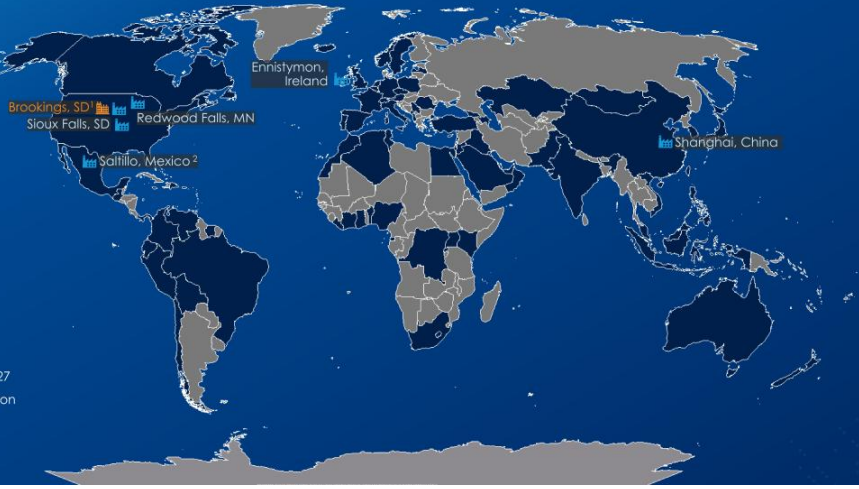 Ennistymon,
Ireland
Brookings, SD¹
Redwood Falls, MN
Sioux Falls, SD
Shanghai, China
Saltillo, Mexico ²
27
on